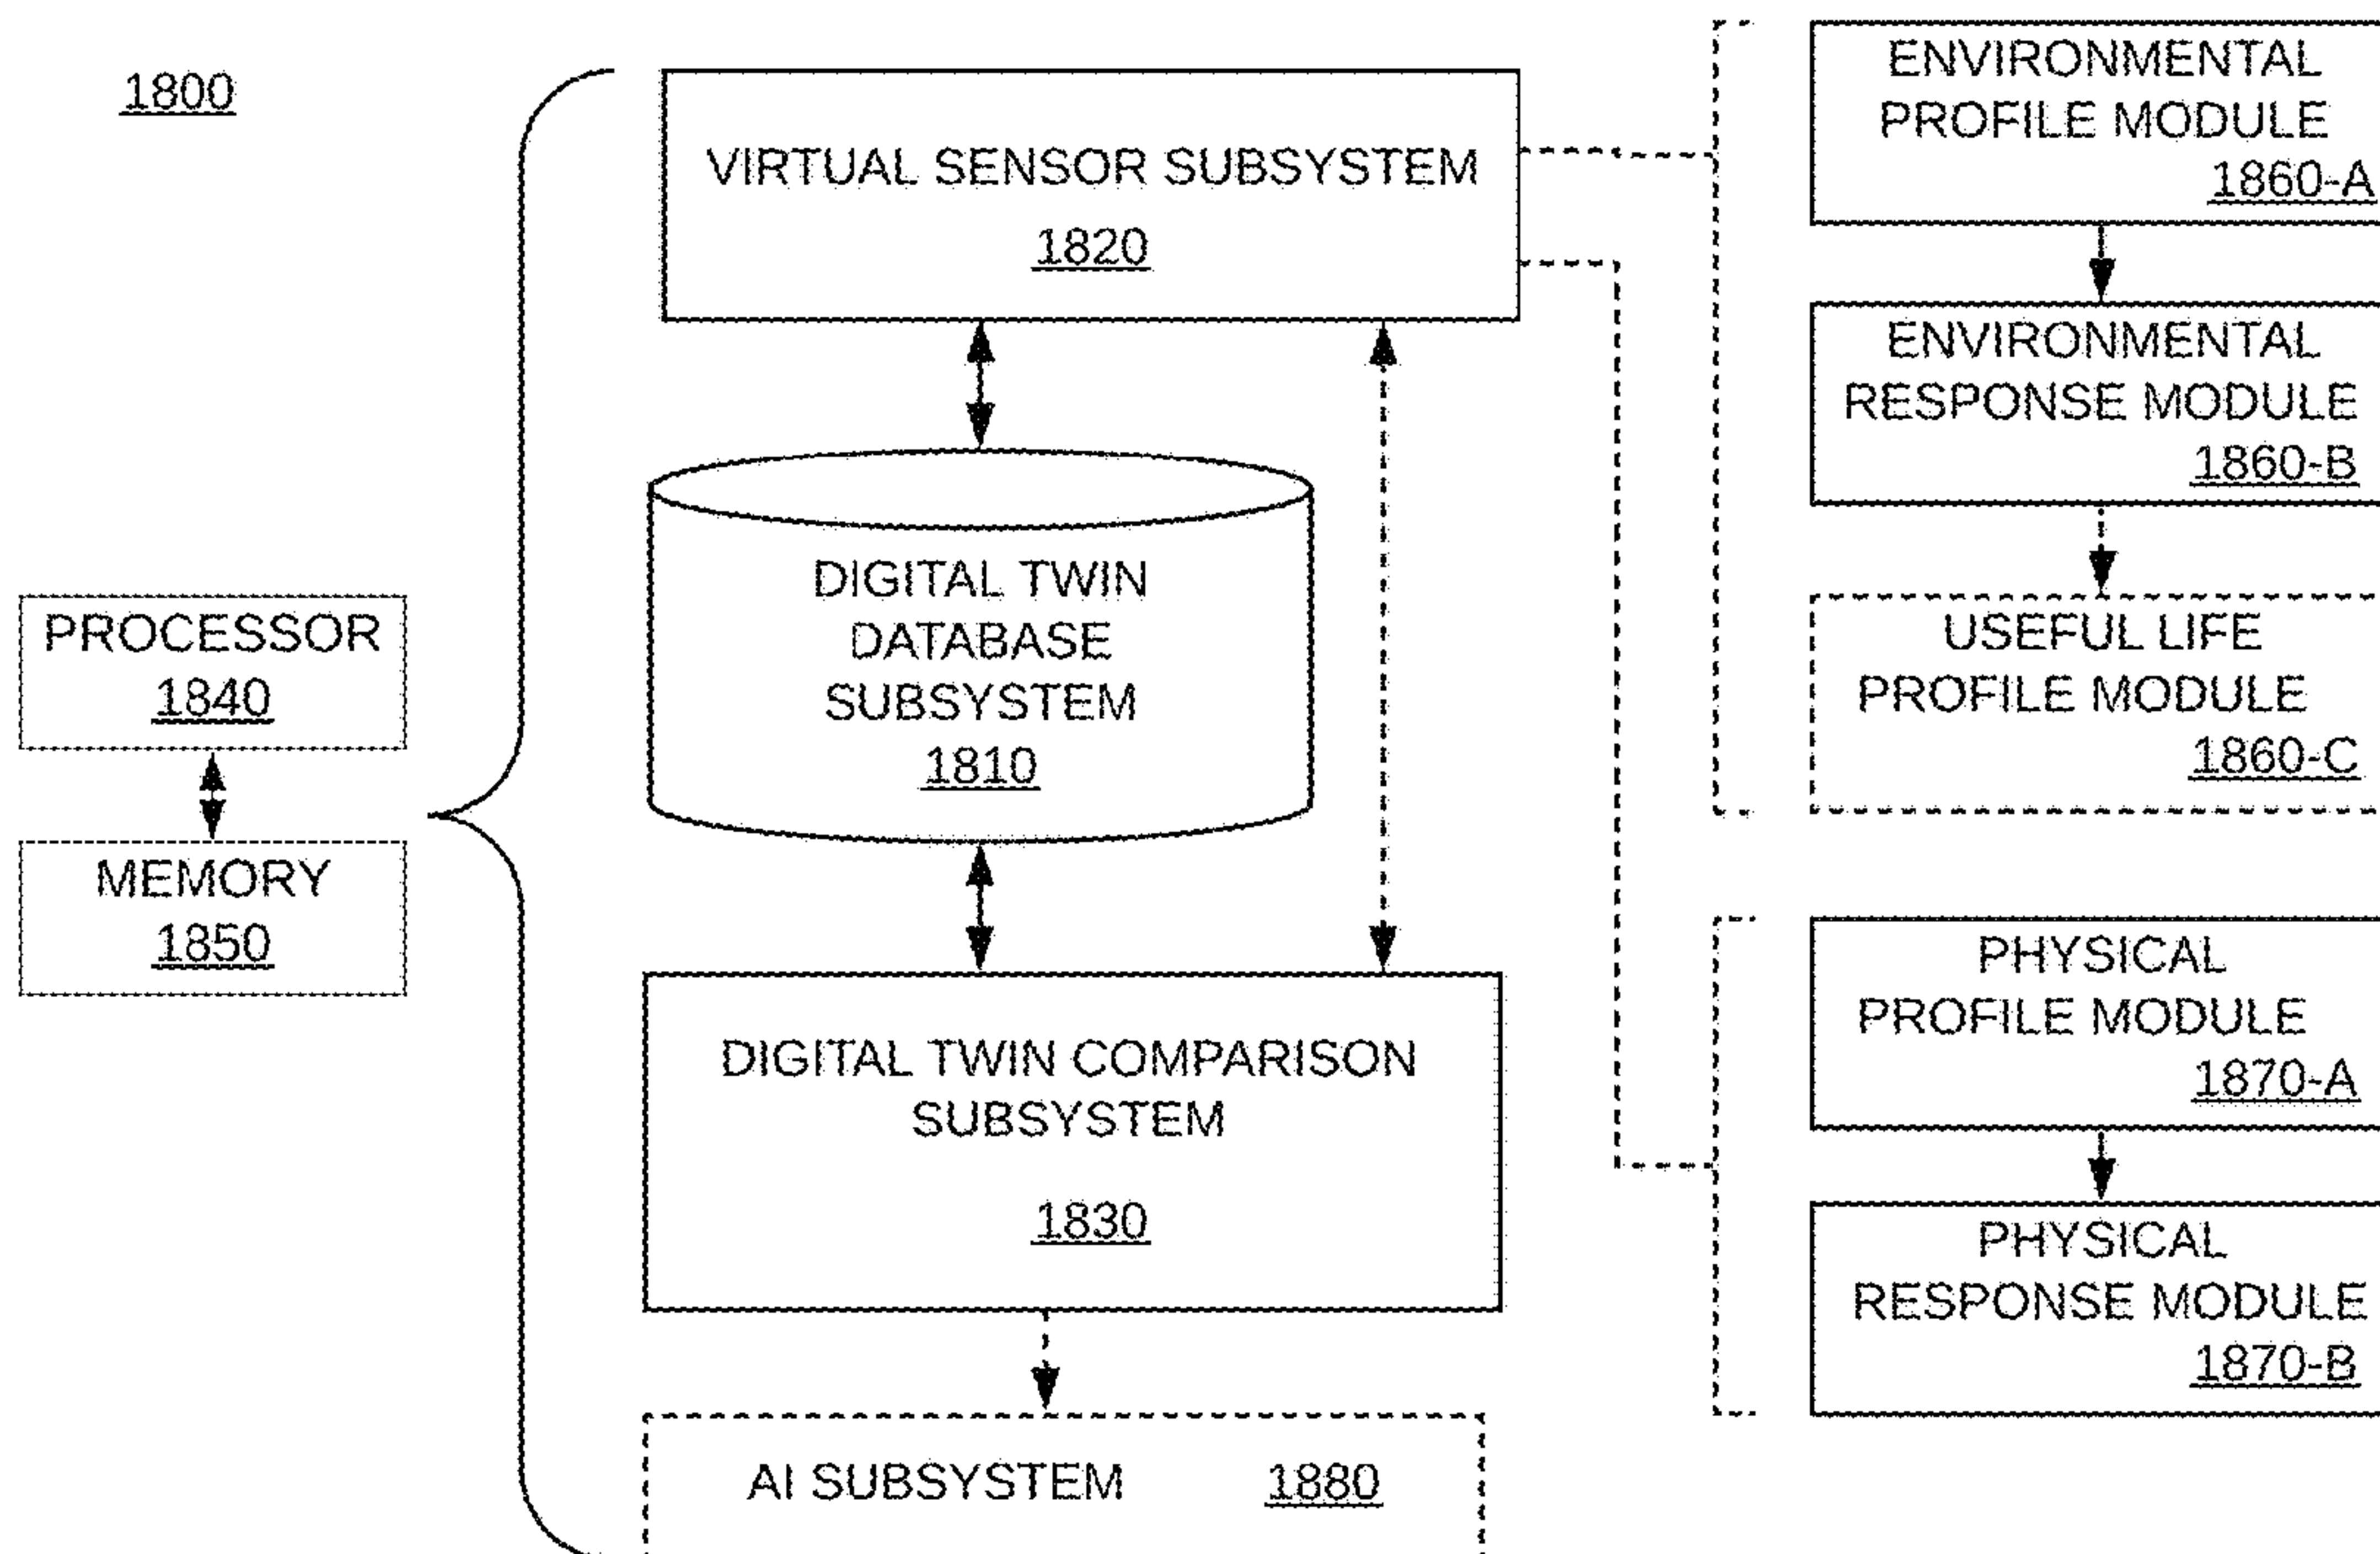 1800
PROCESSOR
1840
MEMORY
1850
VIRTUAL SENSOR SUBSYSTEM
1820
DIGITAL TWIN
DATABASE
SUBSYSTEM
1810
DIGITAL TWIN COMPARISON
SUBSYSTEM
1830
AI SUBSYSTEM 1880
ENVIRONMENTAL
PROFILE MODULE
1860-A
ENVIRONMENTAL
RESPONSE MODULE
1860-B
USEFUL LIFE
PROFILE MODULE
1860-C
PHYSICAL
PROFILE MODULE
1870-A
PHYSICAL
RESPONSE MODULE
1870-B